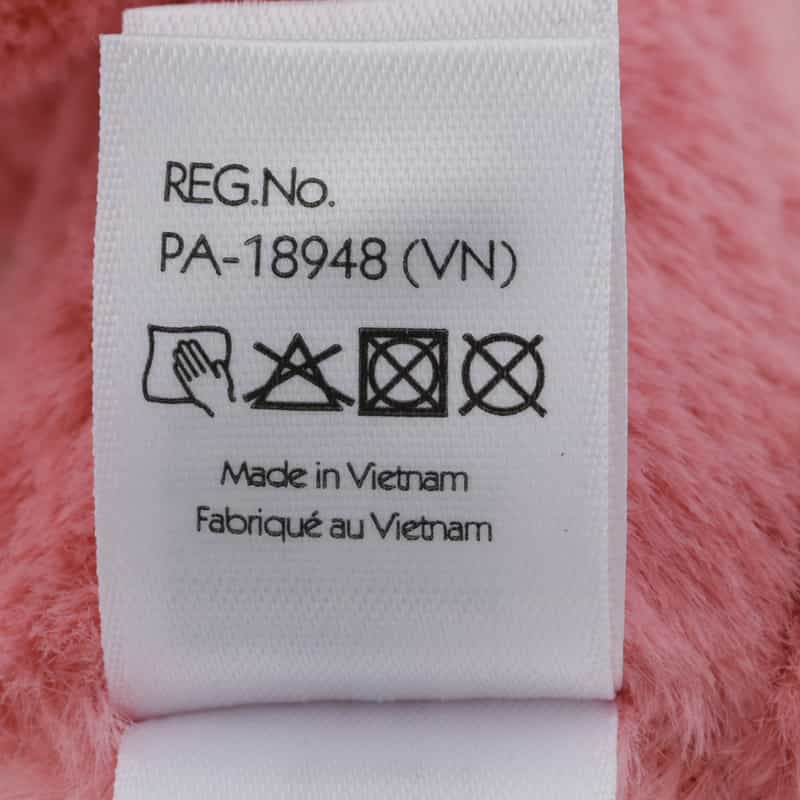 REG.No.
PA-18948 (VN)
Made in Vietnam
Fabriqué au Vietnam